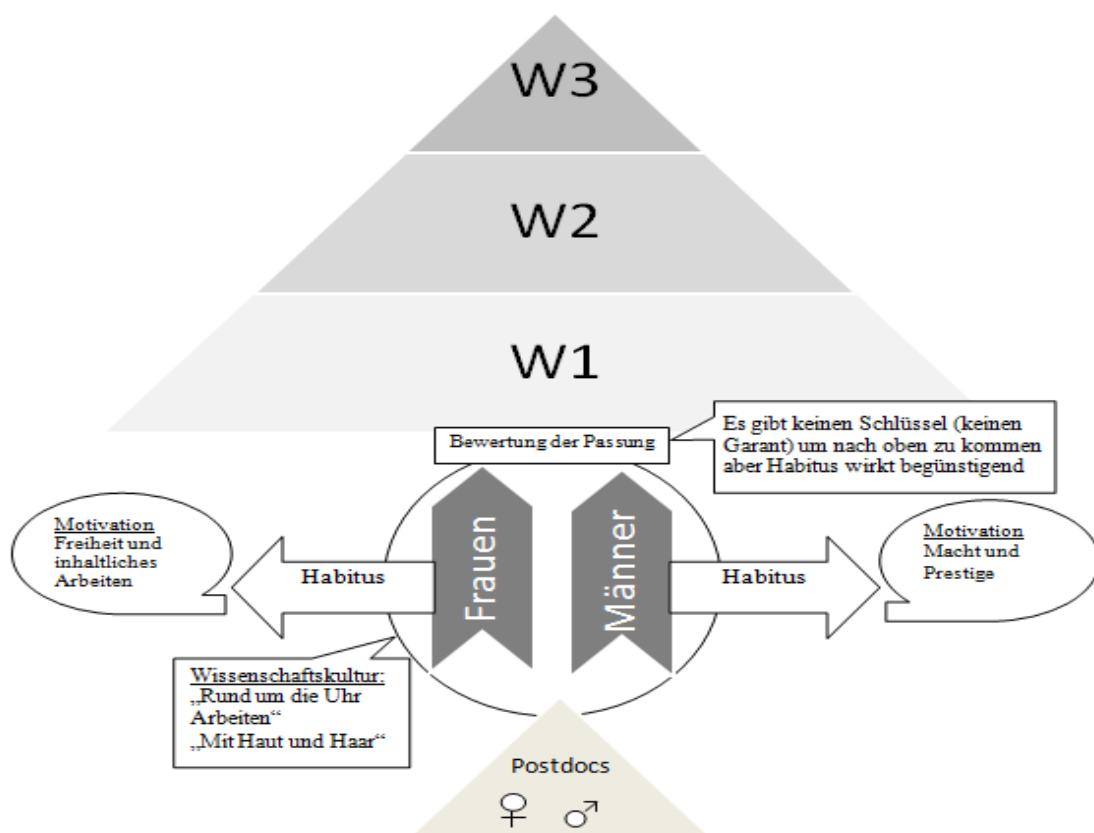 W3
W2
W1
Es gibt keinen Schlüssel (keinen
Garant) um nach oben zu kommen
aber Habitus wirkt begünstigend
Bewertung der Passung
Motivation
Freiheit und
inhaltliches
Arbeiten
Habitus
Frauen
Männer
Habitus
Motivation
Macht und
Prestige
Wissenschaftskultur:
„Rund um die Uhr
Arbeiten“
„Mit Haut und Haar“
Postdocs
♀ ♂